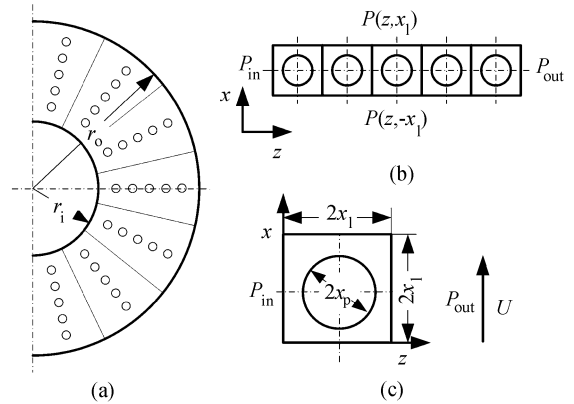 r_o
r_i
(a)
P(z,x_1)
P_in
P_out
x
z
P(z,-x_1)
(b)
2x_1
x
P_in
2x_p
2x_1
P_out
U
z
(c)